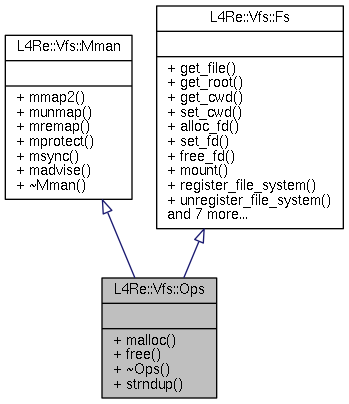 L4Re::Vfs::Mman
+ mmap2()
+ munmap()
+ mremap()
+ mprotect()
+ msync()
+ madvise()
+ ~Mman()
L4Re::Vfs::Fs
+ get_file()
+ get_root()
+ get_cwd()
+ set_cwd()
+ alloc_fd()
+ set_fd()
+ free_fd()
+ mount()
+ register_file_system()
+ unregister_file_system()
and 7 more...
L4Re::Vfs::Ops
+ malloc()
+ free()
+ ~Ops()
+ strndup()